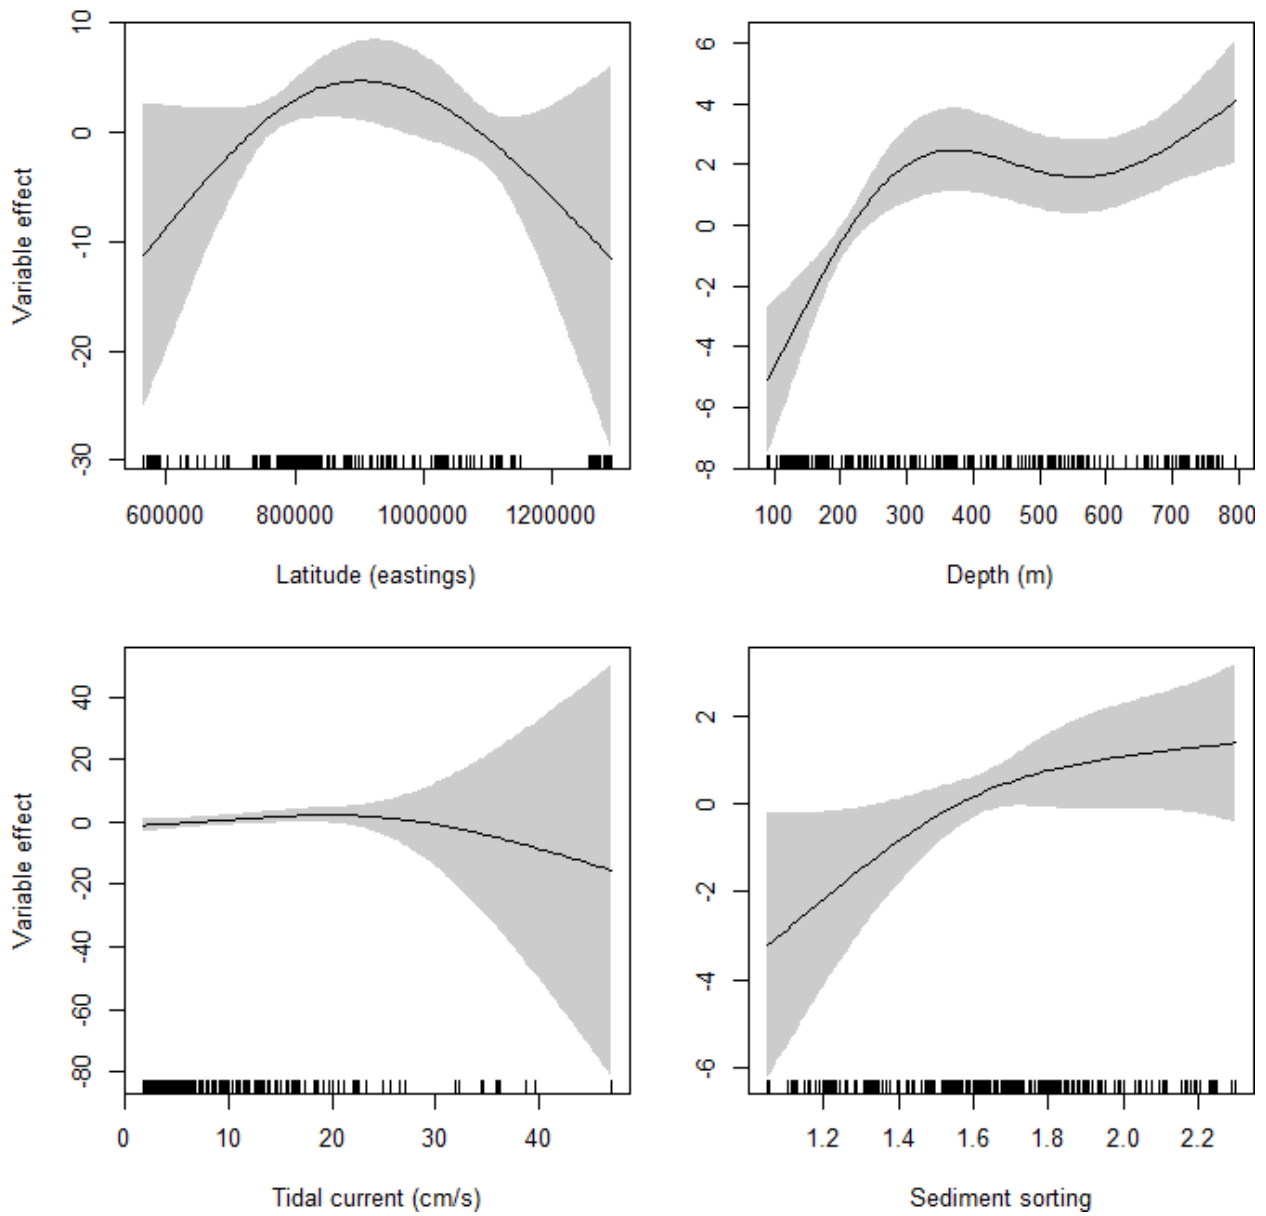 Variable effect
10
0
-10
-20
-30
600000 800000 1000000 1200000
Latitude (eastings)
6
4
2
0
-2
-4
-6
-8
100 200 300 400 500 600 700 800
Depth (m)
Variable effect
40
20
0
-20
-40
-60
-80
0 10 20 30 40
Tidal current (cm/s)
2
0
-2
-4
-6
1.2 1.4 1.6 1.8 2.0 2.2
Sediment sorting